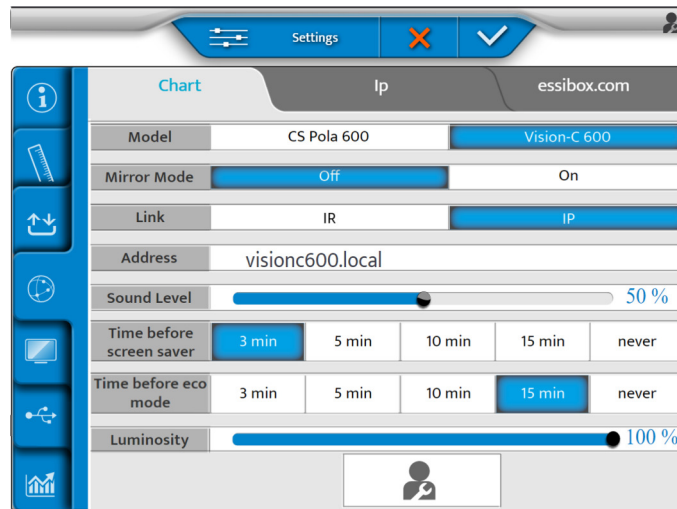 Settings
Chart Ip essibox.com
Model CS Pola 600 Vision-C 600
Mirror Mode Off On
Link IR IP
Address visionc600.local
Sound Level 50 %
Time before screen saver 3 min 5 min 10 min 15 min never
Time before eco mode 3 min 5 min 10 min 15 min never
Luminosity 100 %